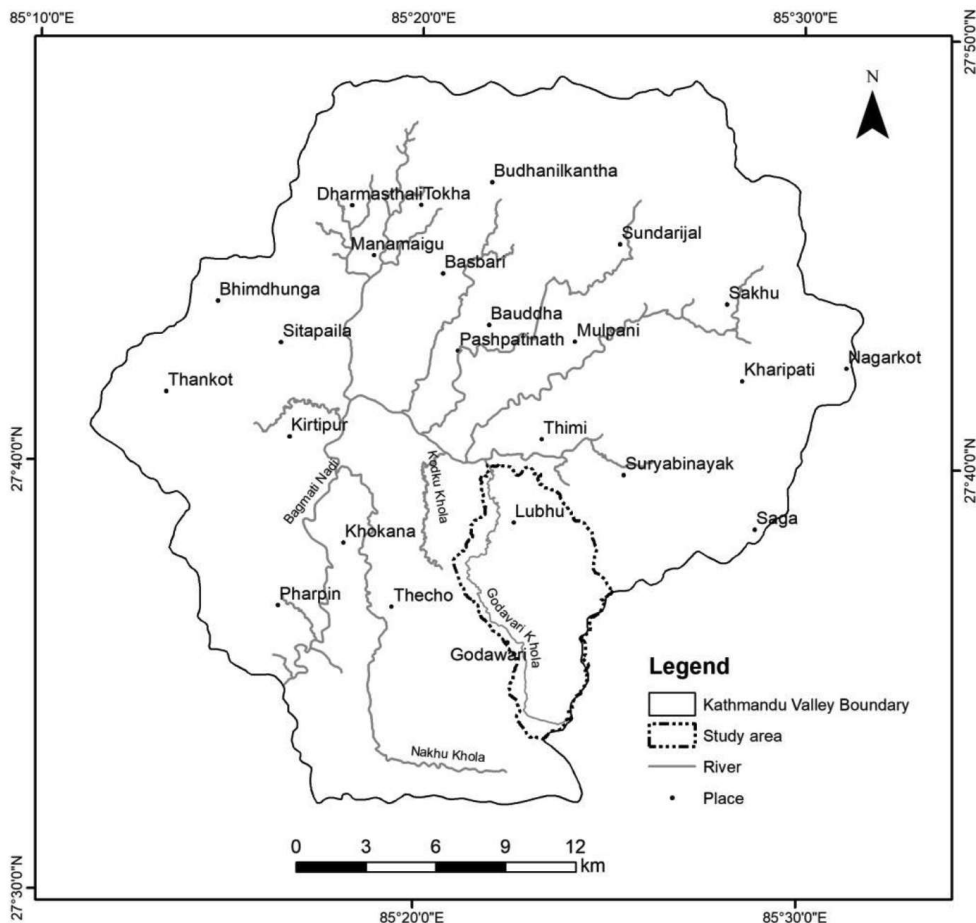 85°10'0"E
85°20'0"E
85°30'0"E
27°50'0"N
27°50'0"N
N
Budhanilkantha
Dharmasthali Tokha
Sundarijal
Manamaigu
Basbari
Bhimdhunga
Sakhu
Bauddha
Sitapaila
Mulpani
Pashpatinath
Nagarkot
Thankot
Kharipati
Kirtipur
Thimi
27°40'0"N
27°40'0"N
Suryabinayak
Kodku Khola
Bagmati Nadi
Lubhu
Saga
Khokana
Pharpin
Thecho
Godavari Khola
Godawari
Legend
Kathmandu Valley Boundary
Study area
River
Place
Nakhu Khola
0 3 6 9 12
km
27°30'0"N
85°20'0"E
85°30'0"E